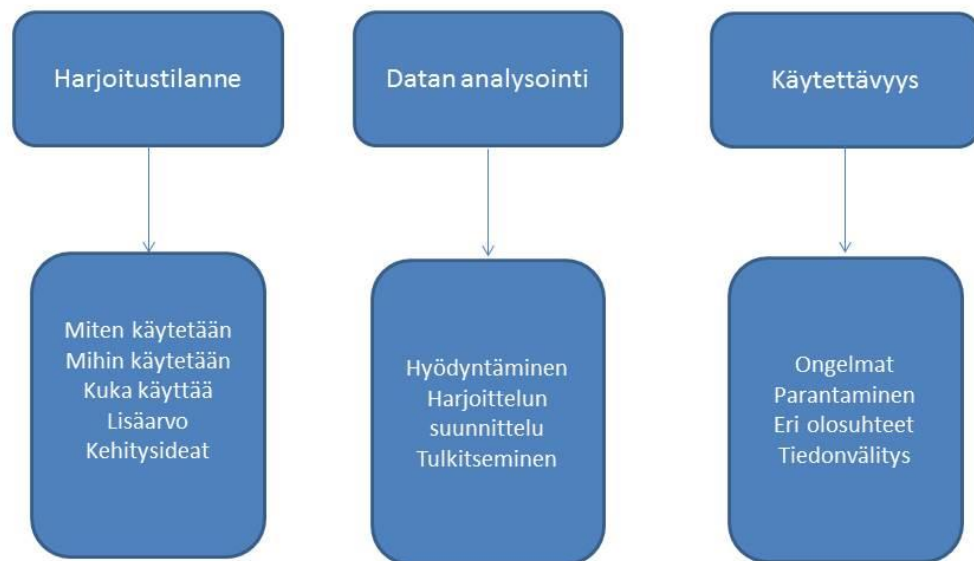 Harjoitustilanne
Datan analysointi
Käytettävyys
Miten käytetään
Mihin käytetään
Kuka käyttää
Lisäarvo
Kehitysideat
Hyödyntäminen
Harjoittelun
suunnittelu
Tulkitseminen
Ongelmat
Parantaminen
Eri olosuhteet
Tiedonvälitys